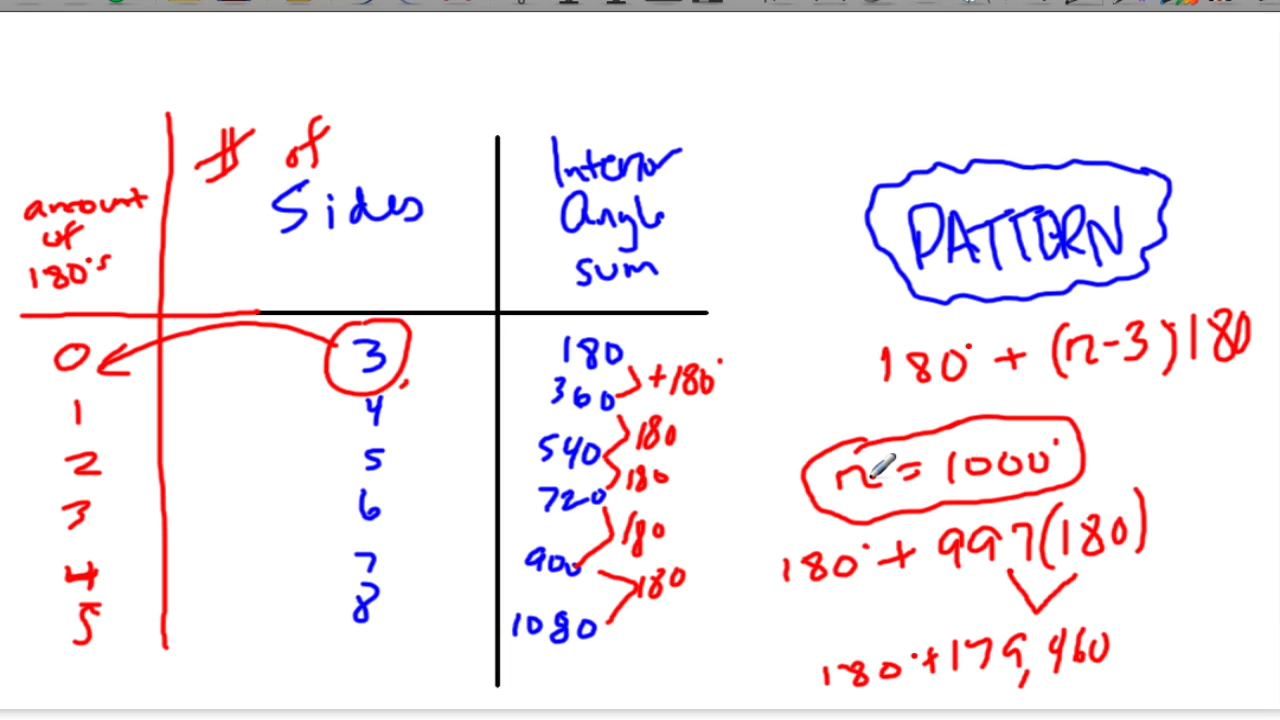 amount
of
180°s
# of
Sides
Interior
Angle
sum
0 3 180
1 4 360
2 5 540
3 6 720
4 7 900
5 8 1080
+180°
180
180
180
180
PATTERN
180° + (n-3)180
n = 1000°
180° + 997(180)
180° + 179,460